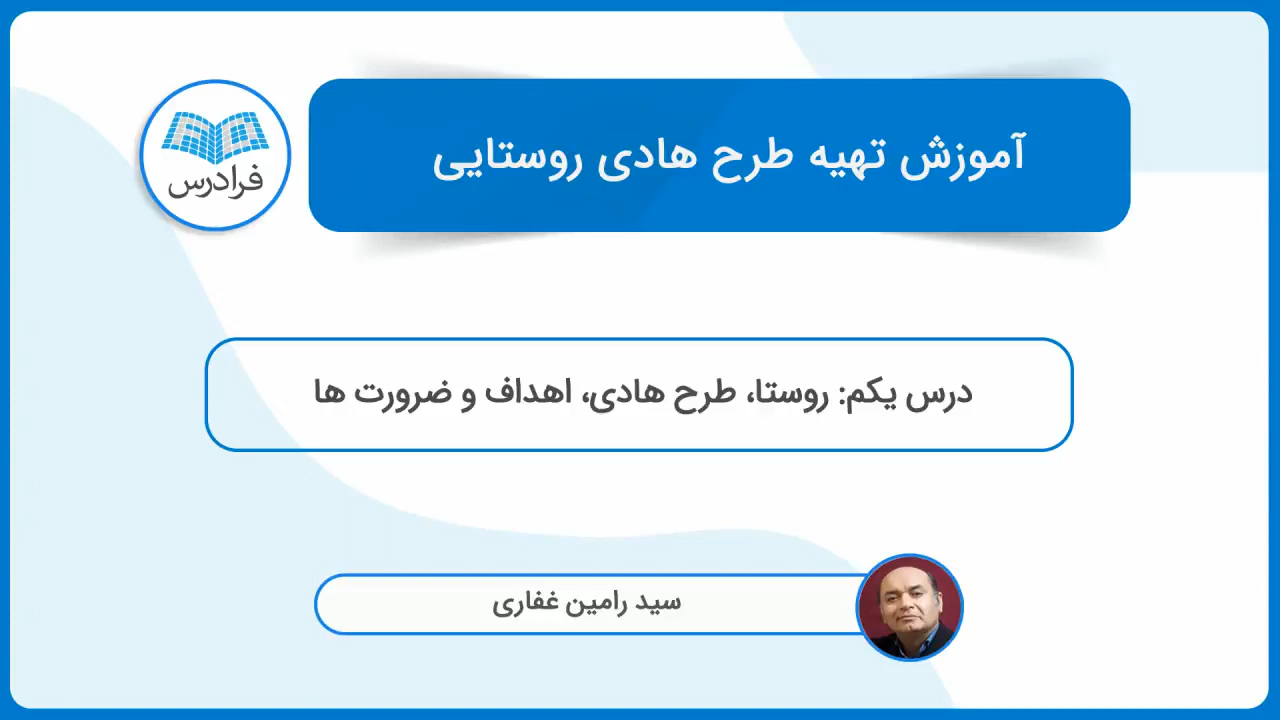 آموزش تهیه طرح هادی روستایی
فرادرس
درس یکم: روستا، طرح هادی، اهداف و ضرورت ها
سید رامین غفاری